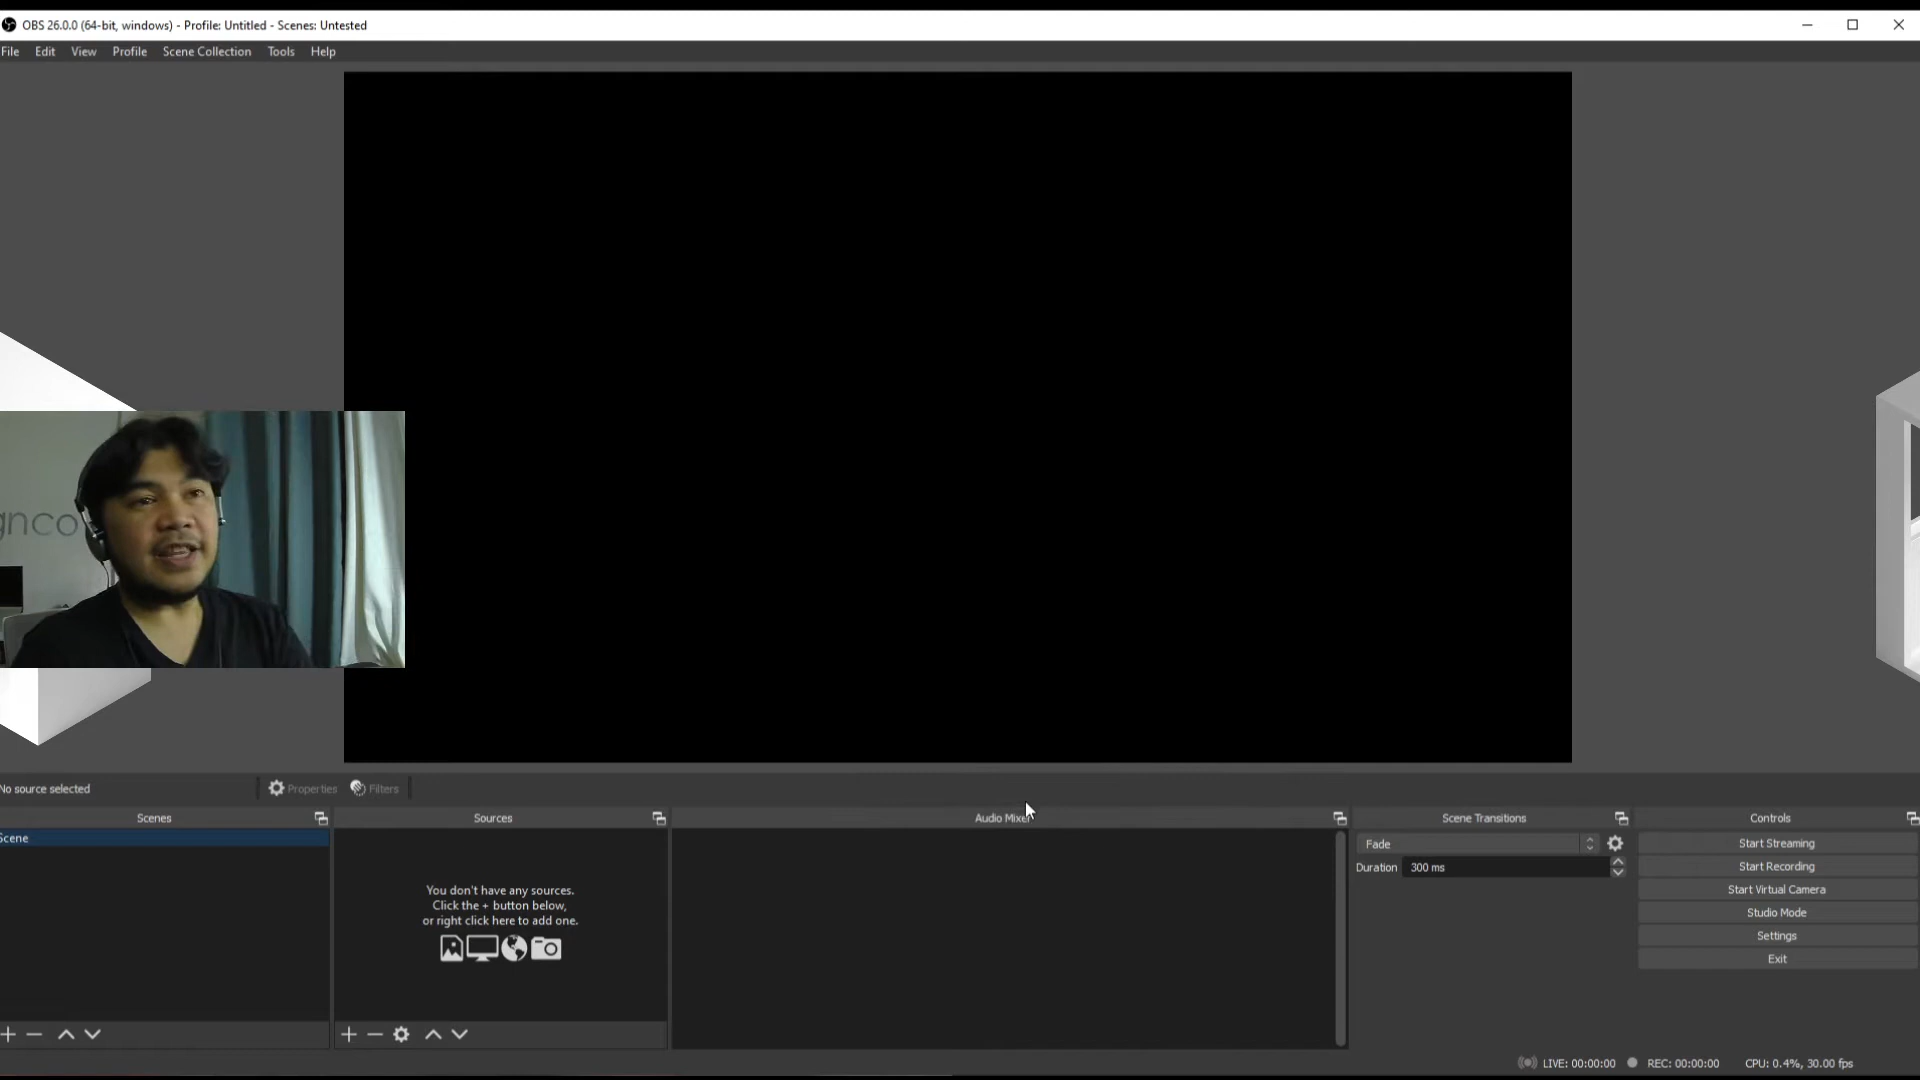 OBS 26.0.0 (64-bit, windows) - Profile: Untitled - Scenes: Untested
File Edit View Profile Scene Collection Tools Help
gnco
No source selected Properties Filters
Scenes Sources Audio Mixer Scene Transitions Controls
Scene
Fade
Duration 300 ms
Start Streaming
Start Recording
Start Virtual Camera
Studio Mode
Settings
Exit
You don't have any sources.
Click the + button below,
or right click here to add one.
LIVE: 00:00:00 REC: 00:00:00 CPU: 0.4%, 30.00 fps